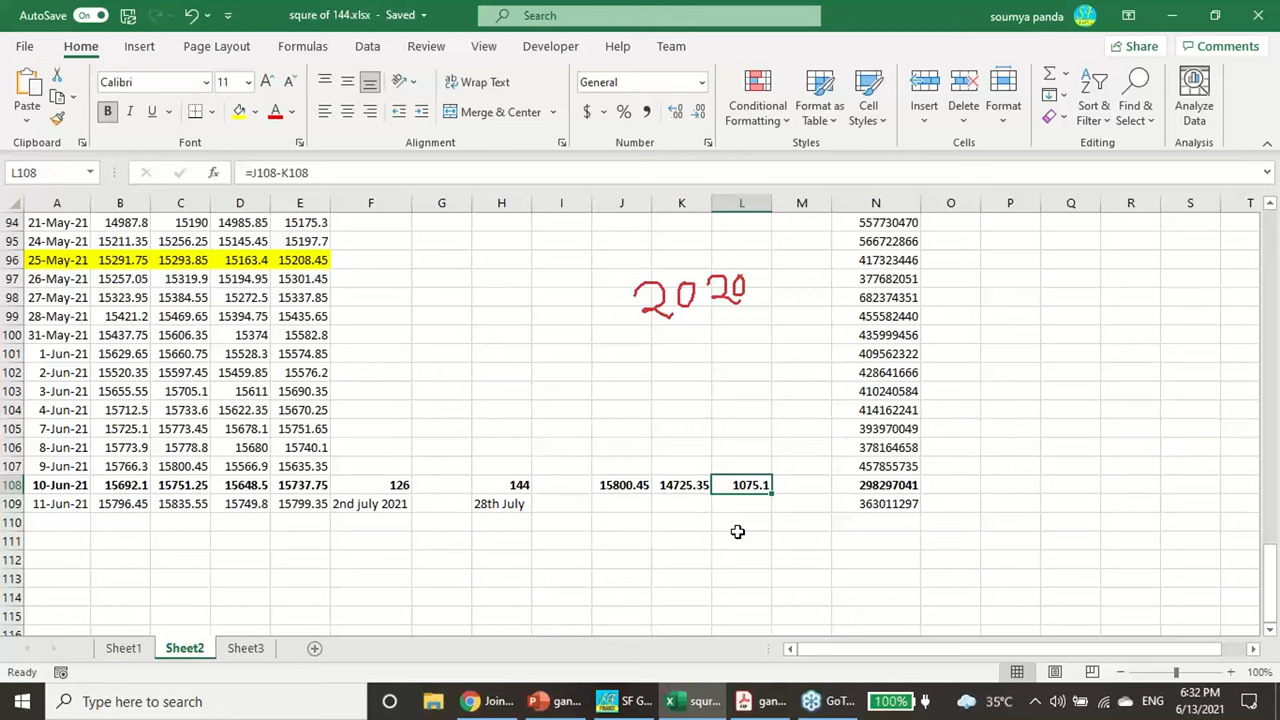 AutoSave On squre of 144.xlsx - Saved Search soumya panda
File Home Insert Page Layout Formulas Data Review View Developer Help Team Share Comments
Paste Calibri 11 A A Wrap Text General Conditional Formatting Format as Table Cell Styles Insert Delete Format Sort & Filter Find & Select Analyze Data
B I U A Merge & Center $ % 9
Clipboard Font Alignment Number Styles Cells Editing Analysis
L108 fx =J108-K108
A B C D E F G H I J K L M N O P Q R S T
94 21-May-21 14987.8 15190 14985.85 15175.3 557730470
95 24-May-21 15211.35 15256.25 15145.45 15197.7 566722866
96 25-May-21 15291.75 15293.85 15163.4 15208.45 417323446
97 26-May-21 15257.05 15319.9 15194.95 15301.45 377682051
98 27-May-21 15323.95 15384.55 15272.5 15337.85 2020 682374351
99 28-May-21 15421.2 15469.65 15394.75 15435.65 455582440
100 31-May-21 15437.75 15606.35 15374 15582.8 435999456
101 1-Jun-21 15629.65 15660.75 15528.3 15574.85 409562322
102 2-Jun-21 15520.35 15597.45 15459.85 15576.2 428641666
103 3-Jun-21 15655.55 15705.1 15611 15690.35 410240584
104 4-Jun-21 15712.5 15733.6 15622.35 15670.25 414162241
105 7-Jun-21 15725.1 15773.45 15678.1 15751.65 393970049
106 8-Jun-21 15773.9 15778.8 15680 15740.1 378164658
107 9-Jun-21 15766.3 15800.45 15566.9 15635.35 457855735
108 10-Jun-21 15692.1 15751.25 15648.5 15737.75 126 144 15800.45 14725.35 1075.1 298297041
109 11-Jun-21 15796.45 15835.55 15749.8 15799.35 2nd july 2021 28th July 363011297
110
111
112
113
114
115
116
Sheet1 Sheet2 Sheet3
Ready 100%
Type here to search Join... gan... SF G... squr... gan... GoT... 100% 35°C ENG 6:32 PM
6/13/2021